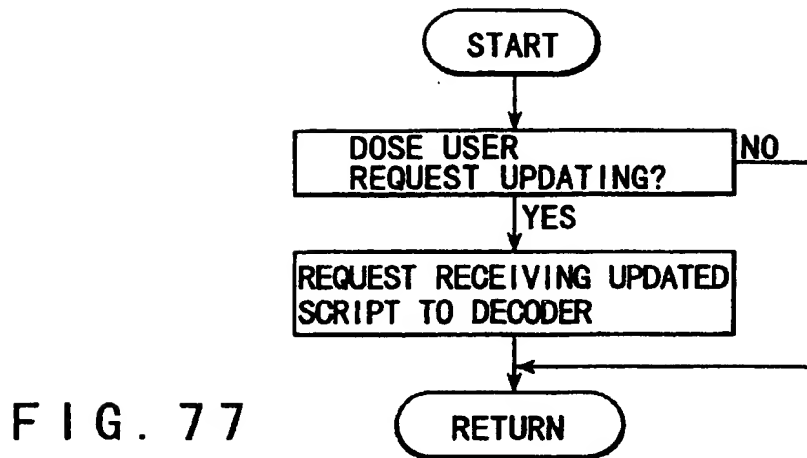 START
DOSE USER
REQUEST UPDATING?
NO
YES
REQUEST RECEIVING UPDATED
SCRIPT TO DECODER
RETURN
FIG. 77